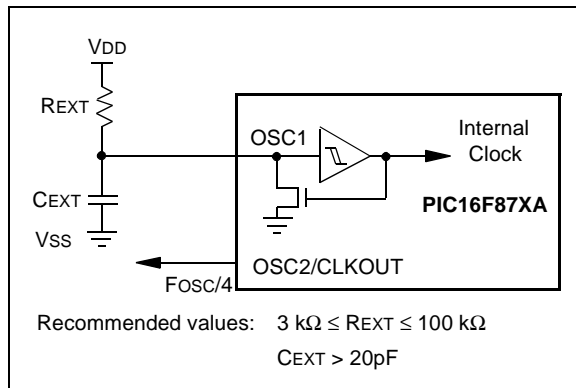 VDD
REXT
OSC1
Internal
Clock
CEXT
PIC16F87XA
VSS
OSC2/CLKOUT
FOSC/4
Recommended values: 3 kΩ ≤ REXT ≤ 100 kΩ
CEXT > 20pF